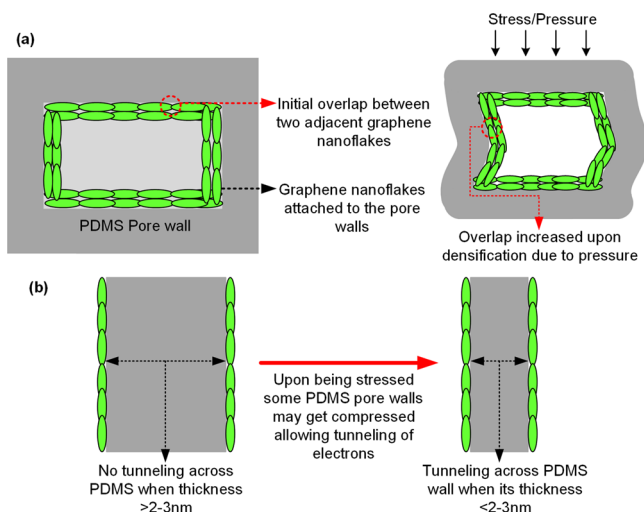 (a)
Stress/Pressure
Initial overlap between
two adjacent graphene
nanoflakes
Graphene nanoflakes
attached to the pore
walls
PDMS Pore wall
Overlap increased upon
densification due to pressure
(b)
Upon being stressed
some PDMS pore walls
may get compressed
allowing tunneling of
electrons
No tunneling across
PDMS when thickness
>2-3nm
Tunneling across PDMS
wall when its thickness
<2-3nm